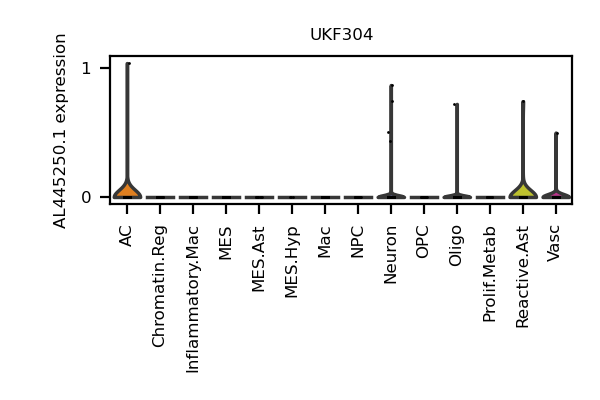 UKF304
AL445250.1 expression
1
0
AC
Chromatin.Reg
Inflammatory.Mac
MES
MES.Ast
MES.Hyp
Mac
NPC
Neuron
OPC
Oligo
Prolif.Metab
Reactive.Ast
Vasc